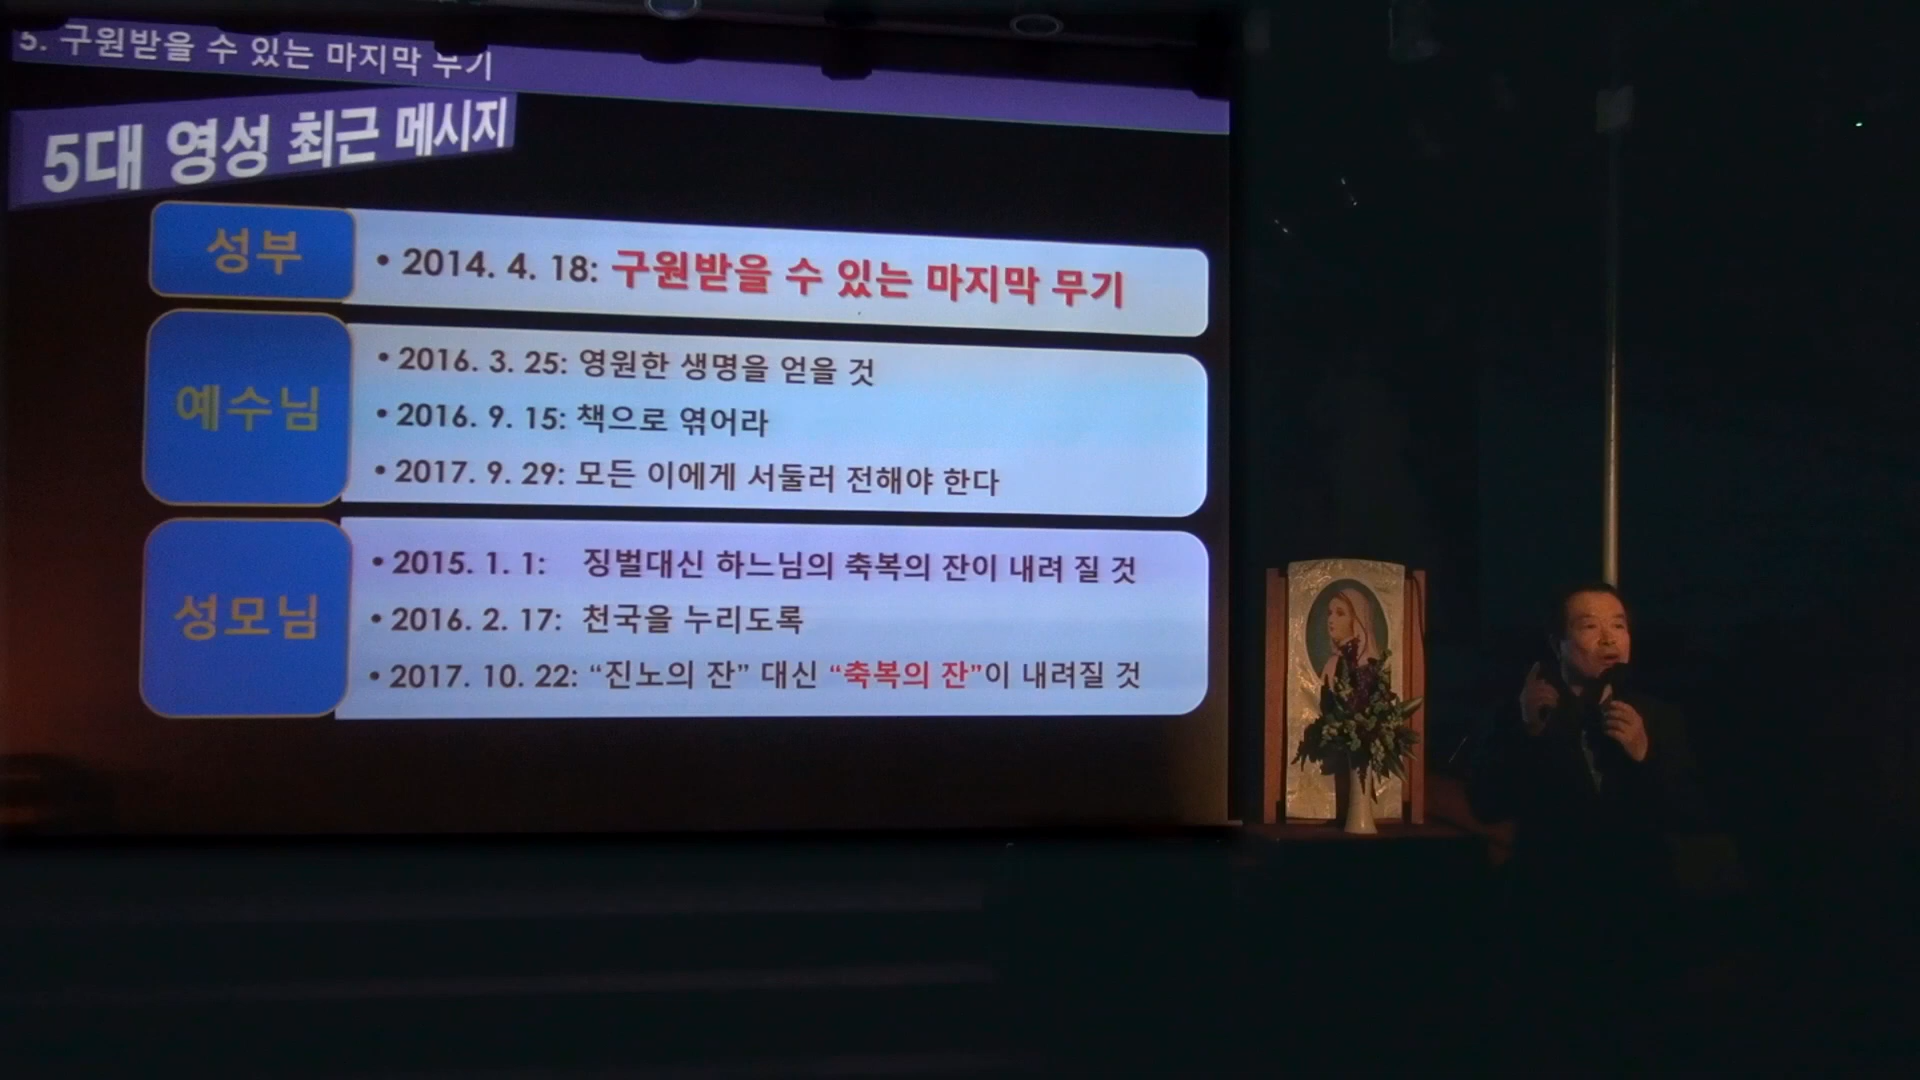 5. 구원받을 수 있는 마지막 무기
5대 영성 최근 메시지
성부
• 2014. 4. 18: 구원받을 수 있는 마지막 무기
예수님
• 2016. 3. 25: 영원한 생명을 얻을 것
• 2016. 9. 15: 책으로 엮어라
• 2017. 9. 29: 모든 이에게 서둘러 전해야 한다
성모님
• 2015. 1. 1: 징벌대신 하느님의 축복의 잔이 내려 질 것
• 2016. 2. 17: 천국을 누리도록
• 2017. 10. 22: “진노의 잔” 대신 “축복의 잔”이 내려질 것